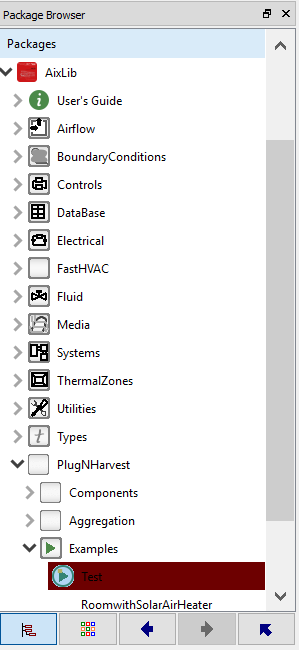 Package Browser
Packages
AixLib
User's Guide
Airflow
BoundaryConditions
Controls
DataBase
Electrical
FastHVAC
Fluid
Media
Systems
ThermalZones
Utilities
Types
PlugNHarvest
Components
Aggregation
Examples
Test
RoomwithSolarAirHeater